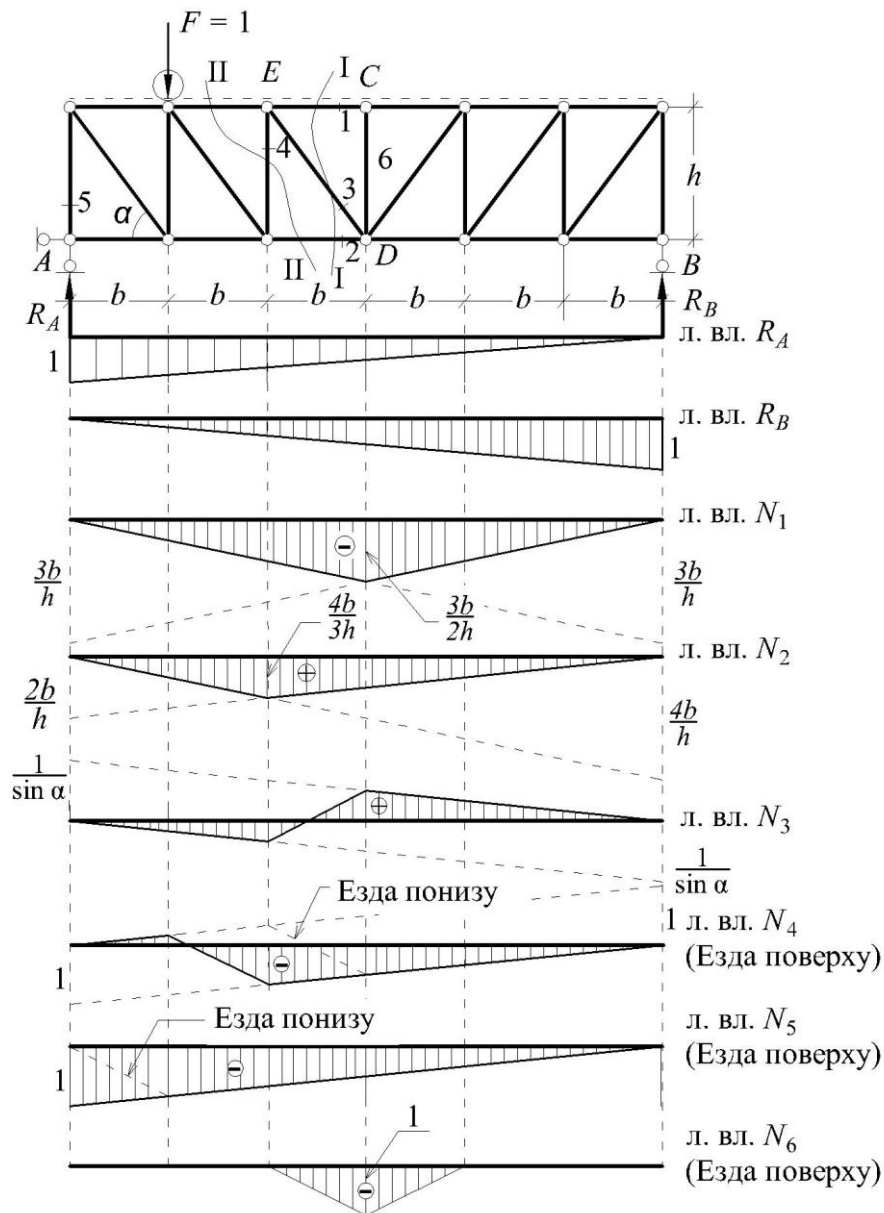 F = 1
II
E
I
C
1
4
6
h
5
α
3
A
2
D
II
I
B
R_A
b
b
b
b
b
b
R_B
л. вл. R_A
1
л. вл. R_B
1
л. вл. N_1
3b/h
4b/3h
3b/2h
3b/h
л. вл. N_2
2b/h
4b/h
1/sin α
л. вл. N_3
1/sin α
Езда понизу
1
л. вл. N_4
(Езда поверху)
1
Езда понизу
л. вл. N_5
(Езда поверху)
1
1
л. вл. N_6
(Езда поверху)